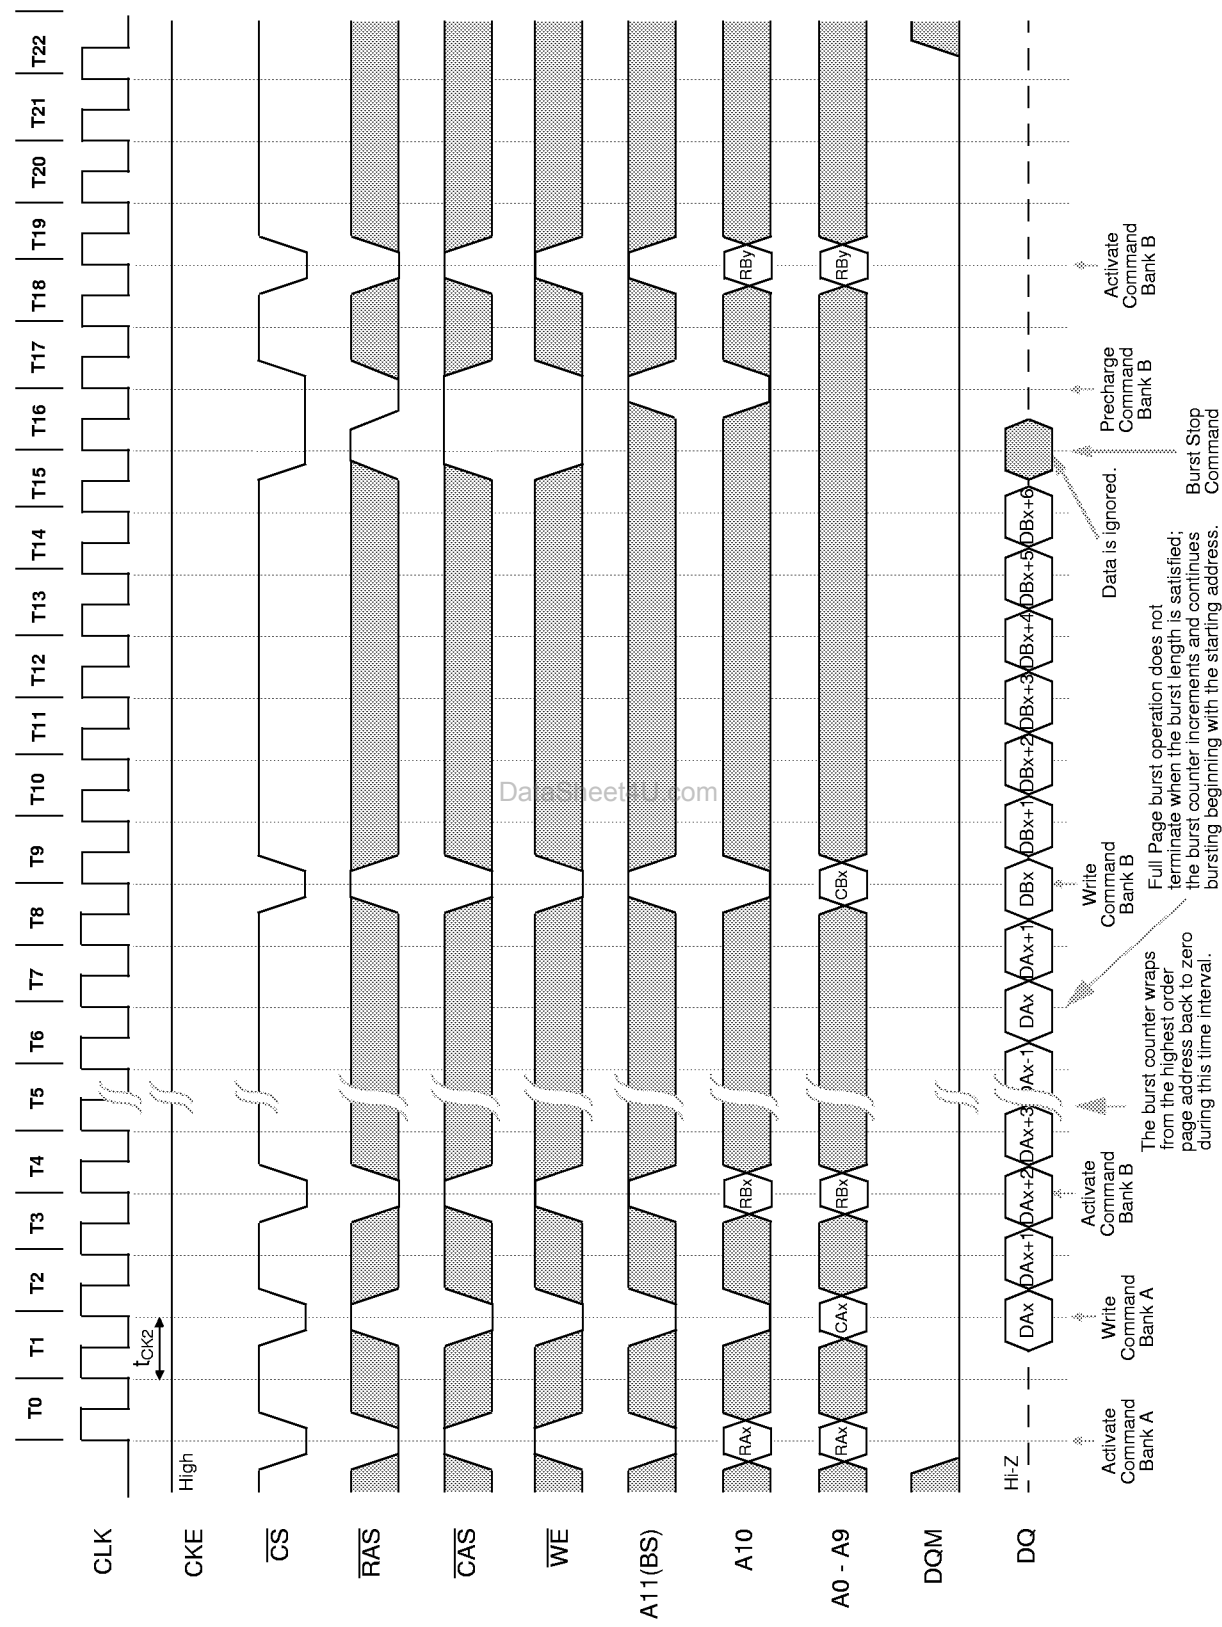 T0 T1 T2 T3 T4 T5 T6 T7 T8 T9 T10 T11 T12 T13 T14 T15 T16 T17 T18 T19 T20 T21 T22
CLK
tCK2
CKE
High
CS
RAS
CAS
WE
A11(BS)
A10
RAx RBx RBy
A0 - A9
RAx CAx RBx CBx RBy
DQM
DQ
Hi-Z
DAx DAx+1 DAx+2 DAx+3 DAx-1 DAx DAx+1 DBx DBx+1 DBx+2 DBx+3 DBx+4 DBx+5 DBx+6
Activate
Command
Bank A
Write
Command
Bank A
Activate
Command
Bank B
The burst counter wraps
from the highest order
page address back to zero
during this time interval.
Write
Command
Bank B
Full Page burst operation does not
terminate when the burst length is satisfied;
the burst counter increments and continues
bursting beginning with the starting address.
Data is ignored.
Burst Stop
Command
Precharge
Command
Bank B
Activate
Command
Bank B
DataSheet4U.com